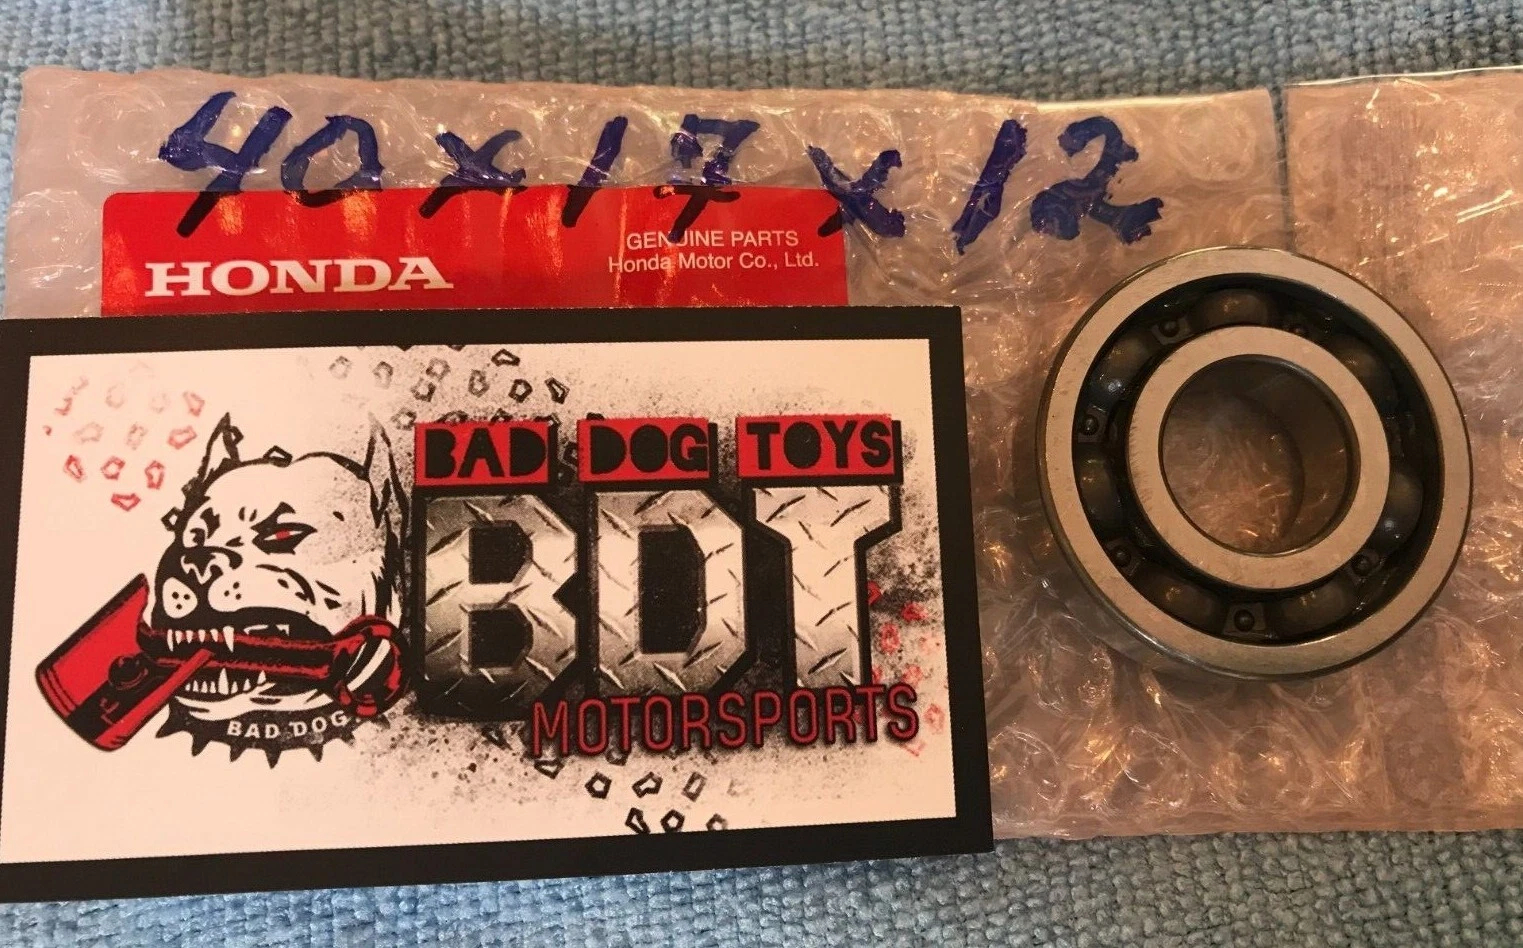 40x17x12
HONDA
GENUINE PARTS
Honda Motor Co., Ltd.
BAD DOG TOYS
BDT
MOTORSPORTS
BAD DOG